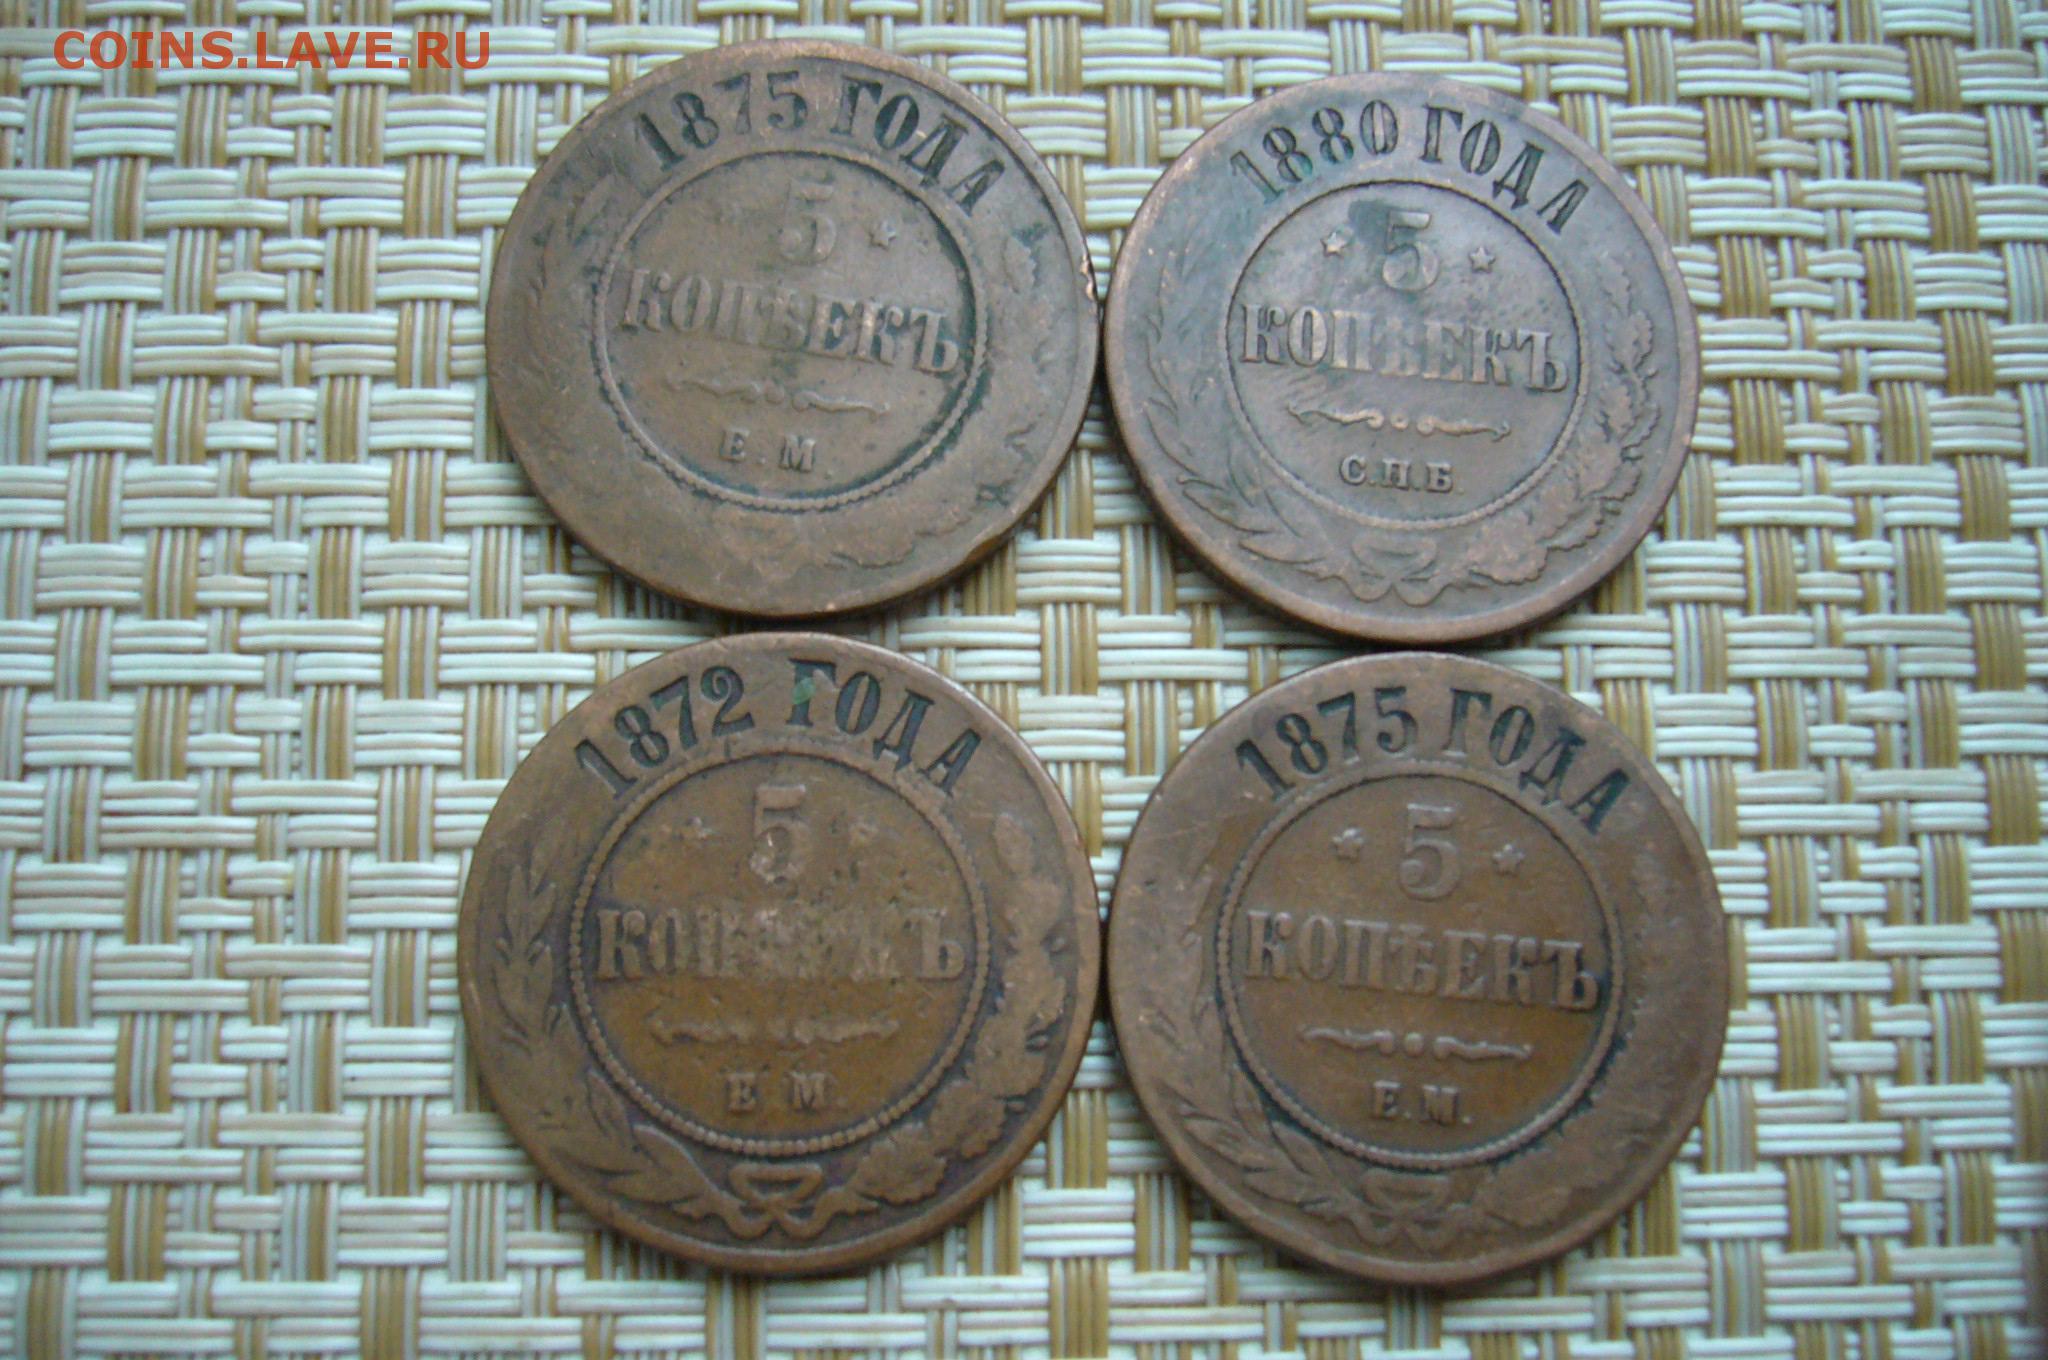 COINS.LAVE.RU
1875 ГОДА
5
КОПѢЕКЪ
Е.М.
1880 ГОДА
5
КОПѢЕКЪ
С.П.Б.
1872 ГОДА
5
КОПѢЕКЪ
Е.М.
1875 ГОДА
5
КОПѢЕКЪ
Е.М.